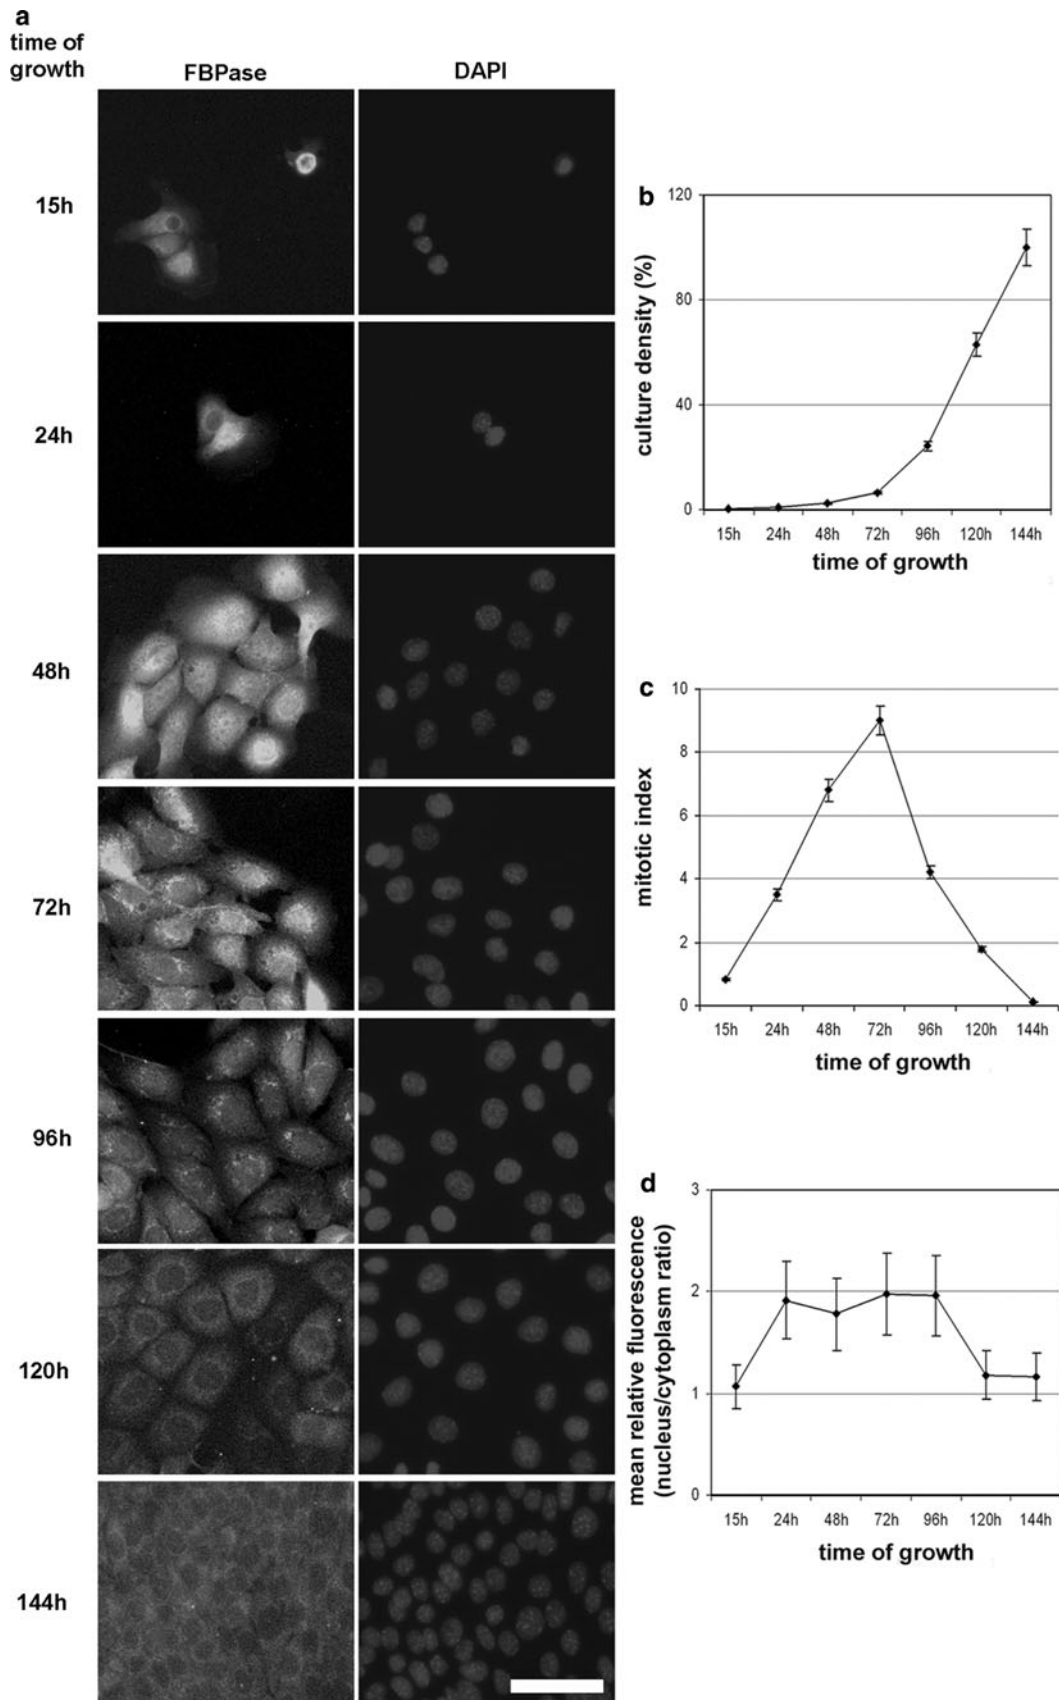 a
time of
growth
FBPase
DAPI
15h
24h
48h
72h
96h
120h
144h
b
culture density (%)
120
80
40
0
15h 24h 48h 72h 96h 120h 144h
time of growth
c
mitotic index
10
8
6
4
2
0
15h 24h 48h 72h 96h 120h 144h
time of growth
d
mean relative fluorescence
(nucleus/cytoplasm ratio)
3
2
1
0
15h 24h 48h 72h 96h 120h 144h
time of growth